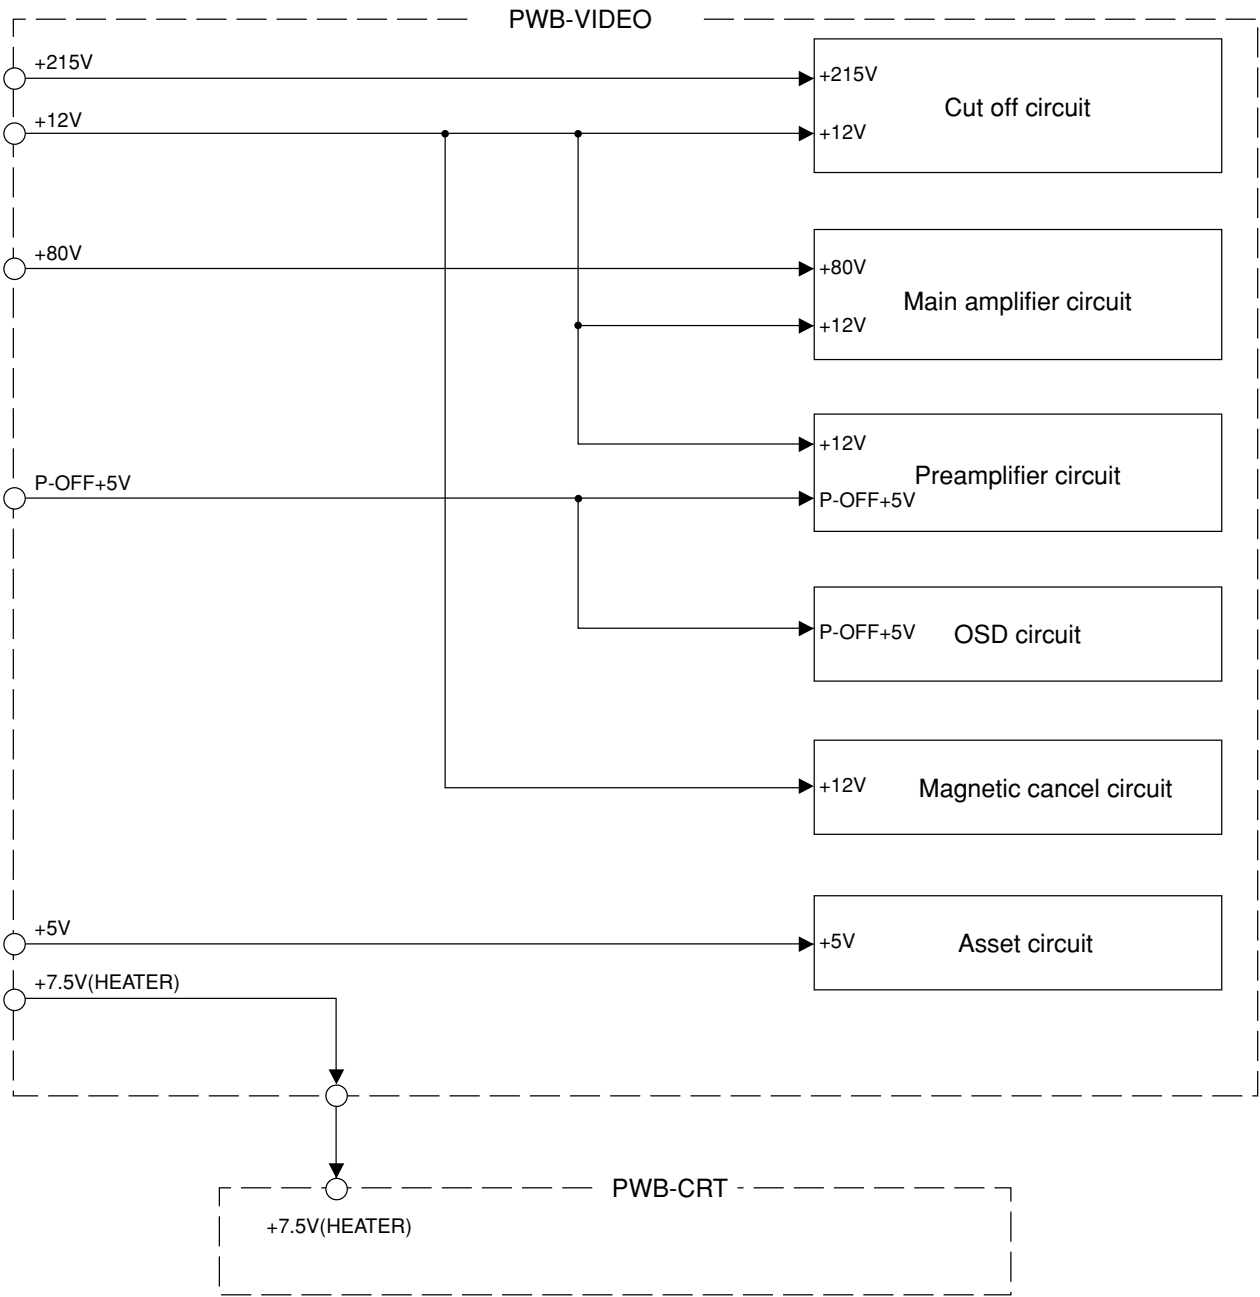 PWB-VIDEO
+215V
+215V
Cut off circuit
+12V
+12V
+80V
+80V
Main amplifier circuit
+12V
+12V
Preamplifier circuit
P-OFF+5V
P-OFF+5V
P-OFF+5V
OSD circuit
+12V
Magnetic cancel circuit
+5V
+5V
Asset circuit
+7.5V(HEATER)
PWB-CRT
+7.5V(HEATER)